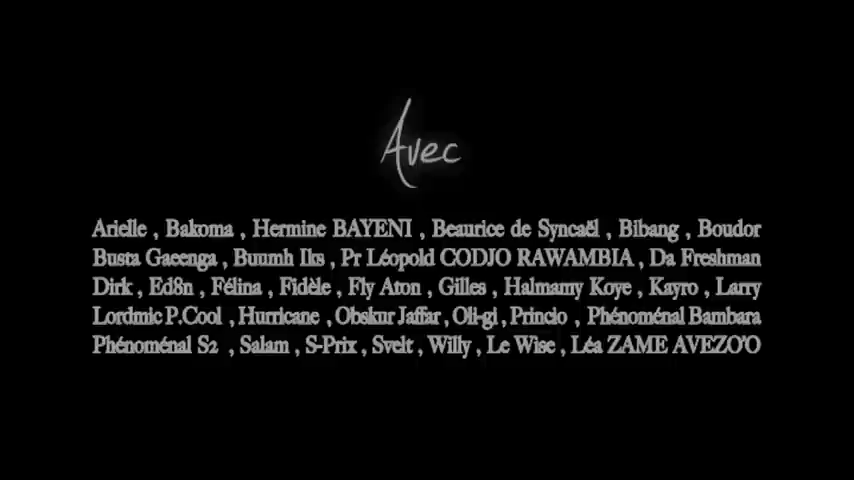 Avec
Arielle , Bakoma , Hermine BAYENI , Beaurice de Syncaël , Bibang , Boudor
Busta Gaeenga , Buumh Iks , Pr Léopold CODJO RAWAMBIA , Da Freshman
Dirk , Ed8n , Félina , Fidèle , Fly Aton , Gilles , Halmamy Koye , Kayro , Larry
Lordmic P.Cool , Hurricane , Obskur Jaffar , Oli-gi , Princio , Phénoménal Bambara
Phénoménal S2 , Salam , S-Prix , Svelt , Willy , Le Wise , Léa ZAME AVEZO'O